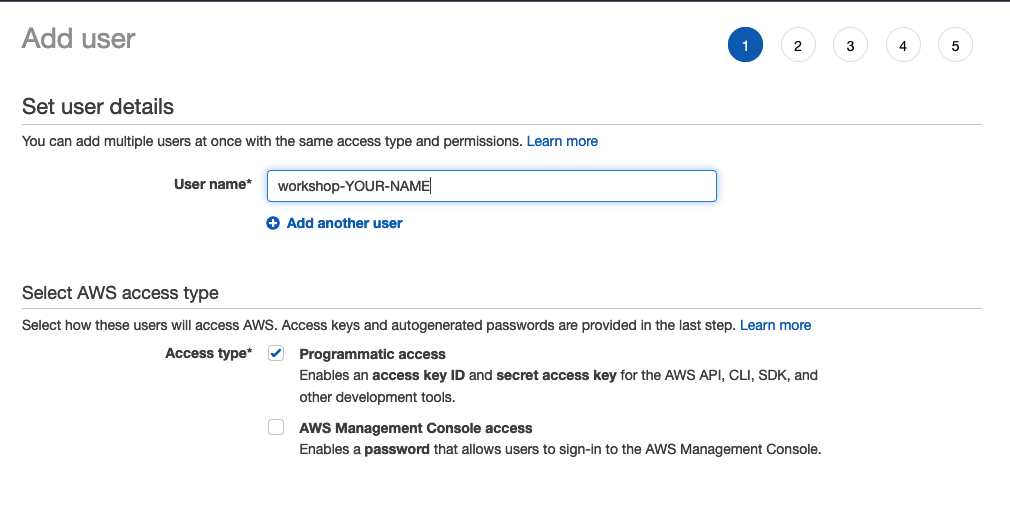 Add user
1 2 3 4 5
Set user details
You can add multiple users at once with the same access type and permissions. Learn more
User name* workshop-YOUR-NAME
Add another user
Select AWS access type
Select how these users will access AWS. Access keys and autogenerated passwords are provided in the last step. Learn more
Access type* Programmatic access
Enables an access key ID and secret access key for the AWS API, CLI, SDK, and
other development tools.
AWS Management Console access
Enables a password that allows users to sign-in to the AWS Management Console.